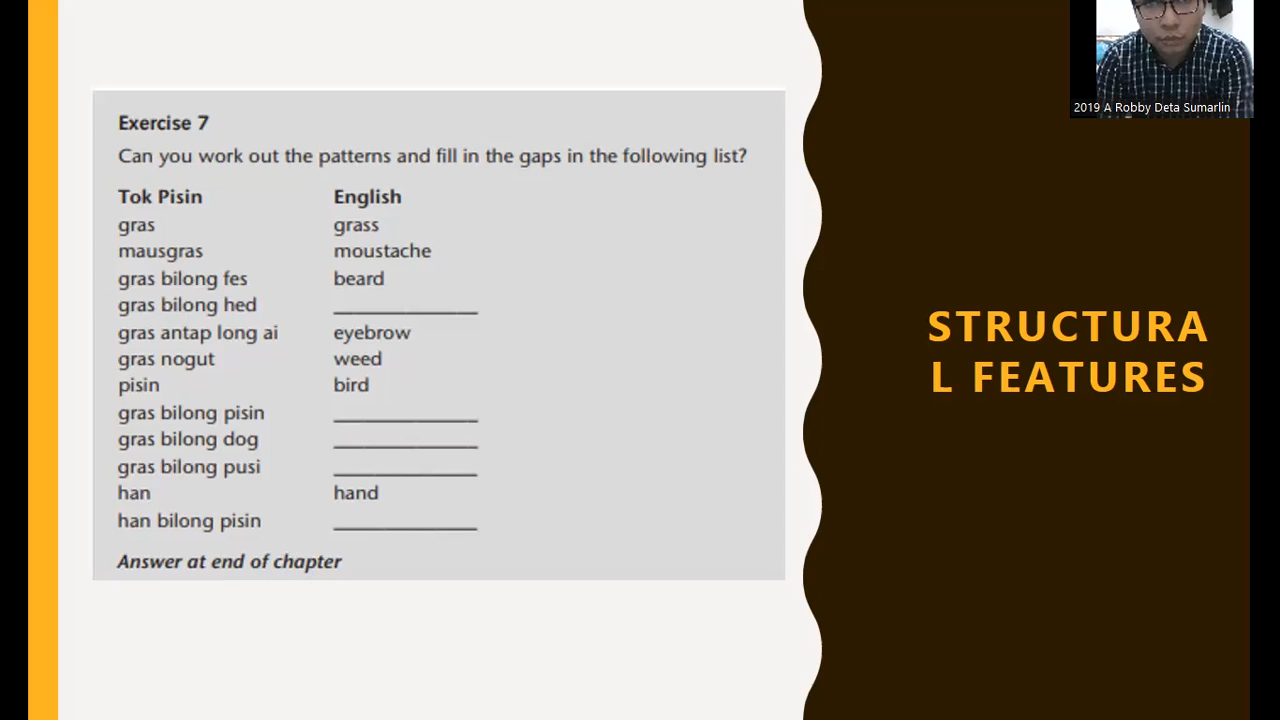 Exercise 7
Can you work out the patterns and fill in the gaps in the following list?
Tok Pisin English
gras grass
mausgras moustache
gras bilong fes beard
gras bilong hed
gras antap long ai eyebrow
gras nogut weed
pisin bird
gras bilong pisin
gras bilong dog
gras bilong pusi
han hand
han bilong pisin
Answer at end of chapter
STRUCTURA
L FEATURES
2019 A Robby Deta Sumarlin